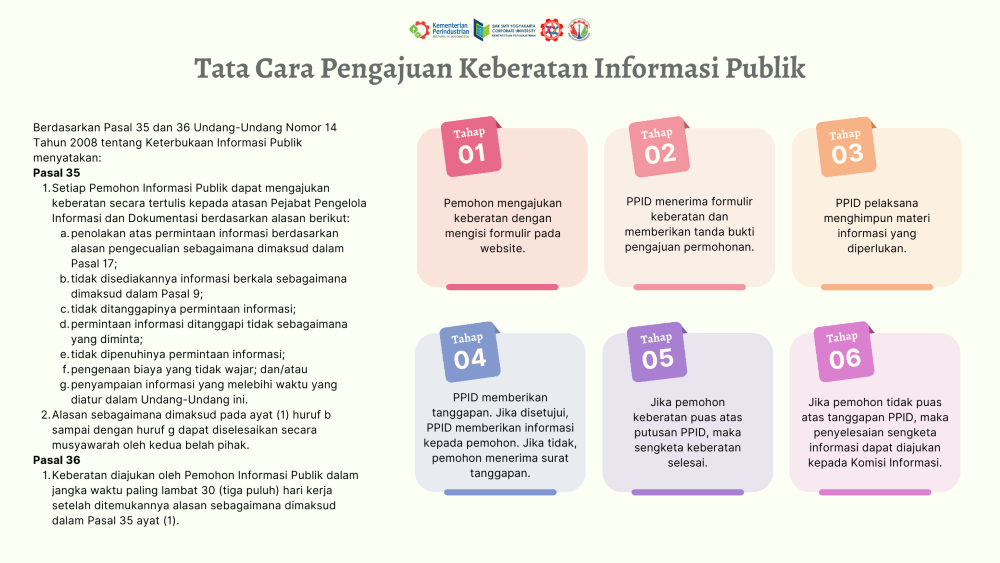 Kementerian
Perindustrian
REPUBLIK INDONESIA
SMK SMTI YOGYAKARTA
CORPORATE UNIVERSITY
KEMENTERIAN PERINDUSTRIAN
Tata Cara Pengajuan Keberatan Informasi Publik
Berdasarkan Pasal 35 dan 36 Undang-Undang Nomor 14
Tahun 2008 tentang Keterbukaan Informasi Publik
menyatakan:
Pasal 35
1. Setiap Pemohon Informasi Publik dapat mengajukan
keberatan secara tertulis kepada atasan Pejabat Pengelola
Informasi dan Dokumentasi berdasarkan alasan berikut:
a. penolakan atas permintaan informasi berdasarkan
alasan pengecualian sebagaimana dimaksud dalam
Pasal 17;
b. tidak disediakannya informasi berkala sebagaimana
dimaksud dalam Pasal 9;
c. tidak ditanggapinya permintaan informasi;
d. permintaan informasi ditanggapi tidak sebagaimana
yang diminta;
e. tidak dipenuhinya permintaan informasi;
f. pengenaan biaya yang tidak wajar; dan/atau
g. penyampaian informasi yang melebihi waktu yang
diatur dalam Undang-Undang ini.
2. Alasan sebagaimana dimaksud pada ayat (1) huruf b
sampai dengan huruf g dapat diselesaikan secara
musyawarah oleh kedua belah pihak.
Pasal 36
1. Keberatan diajukan oleh Pemohon Informasi Publik dalam
jangka waktu paling lambat 30 (tiga puluh) hari kerja
setelah ditemukannya alasan sebagaimana dimaksud
dalam Pasal 35 ayat (1).
Tahap
01
Pemohon mengajukan
keberatan dengan
mengisi formulir pada
website.
Tahap
02
PPID menerima formulir
keberatan dan
memberikan tanda bukti
pengajuan permohonan.
Tahap
03
PPID pelaksana
menghimpun materi
informasi yang
diperlukan.
Tahap
04
PPID memberikan
tanggapan. Jika disetujui,
PPID memberikan informasi
kepada pemohon. Jika tidak,
pemohon menerima surat
tanggapan.
Tahap
05
Jika pemohon
keberatan puas atas
putusan PPID, maka
sengketa keberatan
selesai.
Tahap
06
Jika pemohon tidak puas
atas tanggapan PPID, maka
penyelesaian sengketa
informasi dapat diajukan
kepada Komisi Informasi.